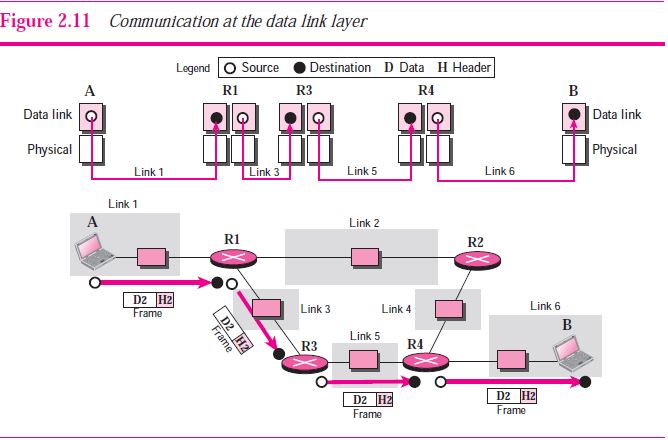 Figure 2.11 Communication at the data link layer
Legend Source Destination D Data H Header
A R1 R3 R4 B
Data link Data link
Physical Physical
Link 1 Link 3 Link 5 Link 6
Link 1
A
R1
Link 2
R2
D2 H2
Frame
Link 3
Link 4
Link 6
B
D2 H2
Frame
R3
Link 5
R4
D2 H2
Frame
D2 H2
Frame